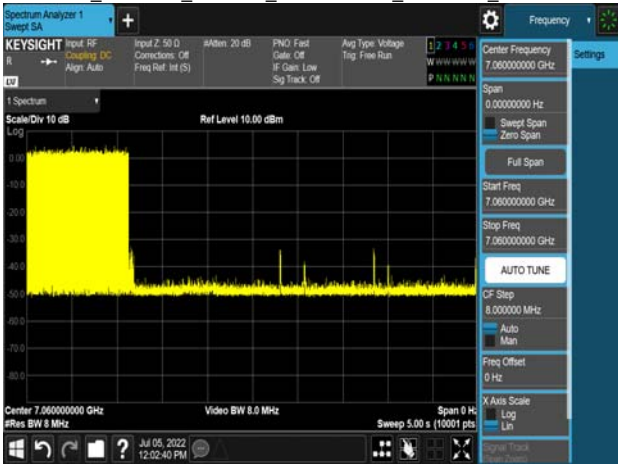 Spectrum Analyzer 1
Swept SA
Frequency
KEYSIGHT
R
LXI
Input: RF
Coupling: DC
Align: Auto
Input Z: 50 Ω
Corrections: Off
Freq Ref: Int (S)
#Atten: 20 dB
PNO: Fast
Gate: Off
IF Gain: Low
Sig Track: Off
Avg Type: Voltage
Trig: Free Run
1 2 3 4 5 6
W W W W W W
P N N N N N
1 Spectrum
Scale/Div 10 dB
Ref Level 10.00 dBm
Log
0.00
-10.0
-20.0
-30.0
-40.0
-50.0
-60.0
-70.0
-80.0
Center 7.060000000 GHz
Video BW 8.0 MHz
Span 0 Hz
#Res BW 8 MHz
Sweep 5.00 s (10001 pts
Jul 05, 2022
12:02:40 PM
Center Frequency
7.060000000 GHz
Settings
Span
0.00000000 Hz
Swept Span
Zero Span
Full Span
Start Freq
7.060000000 GHz
Stop Freq
7.060000000 GHz
AUTO TUNE
CF Step
8.000000 MHz
Auto
Man
Freq Offset
0 Hz
X Axis Scale
Log
Lin
Signal Track
(Span Zoom)